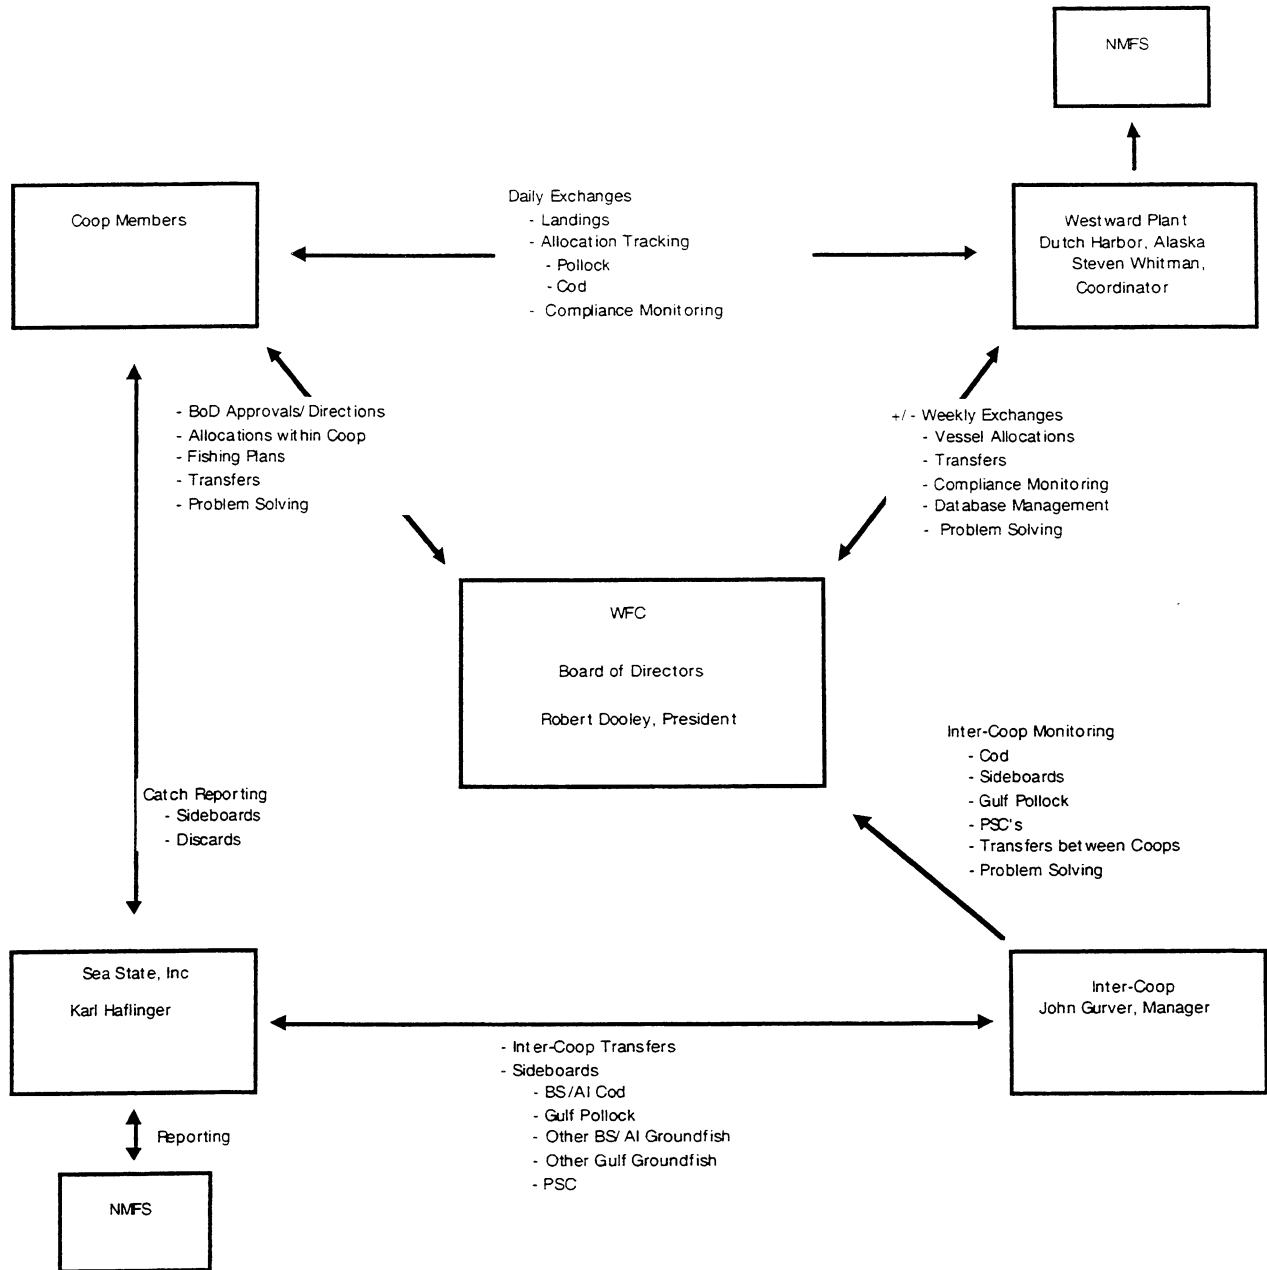 NMFS
Coop Members
Daily Exchanges
- Landings
- Allocation Tracking
- Pollock
- Cod
- Compliance Monitoring
Westward Plant
Dutch Harbor, Alaska
Steven Whitman,
Coordinator
- BoD Approvals/Directions
- Allocations within Coop
- Fishing Plans
- Transfers
- Problem Solving
+/- Weekly Exchanges
- Vessel Allocations
- Transfers
- Compliance Monitoring
- Database Management
- Problem Solving
WFC
Board of Directors
Robert Dooley, President
Inter-Coop Monitoring
- Cod
- Sideboards
- Gulf Pollock
- PSC's
- Transfers between Coops
- Problem Solving
Catch Reporting
- Sideboards
- Discards
Sea State, Inc
Karl Haflinger
Inter-Coop
John Gurver, Manager
- Inter-Coop Transfers
- Sideboards
- BS/AI Cod
- Gulf Pollock
- Other BS/AI Groundfish
- Other Gulf Groundfish
- PSC
Reporting
NMFS